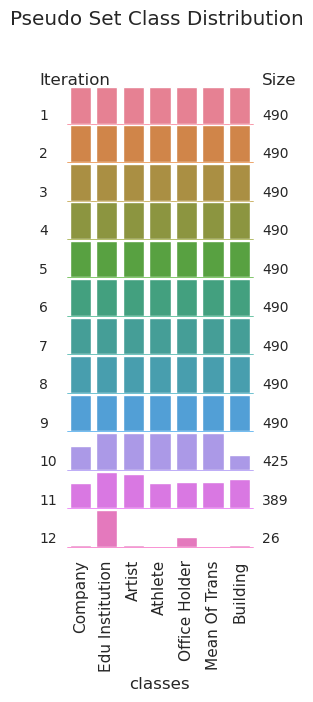 Pseudo Set Class Distribution
Iteration Size
1 490
2 490
3 490
4 490
5 490
6 490
7 490
8 490
9 490
10 425
11 389
12 26
Company
Edu Institution
Artist
Athlete
Office Holder
Mean Of Trans
Building
classes